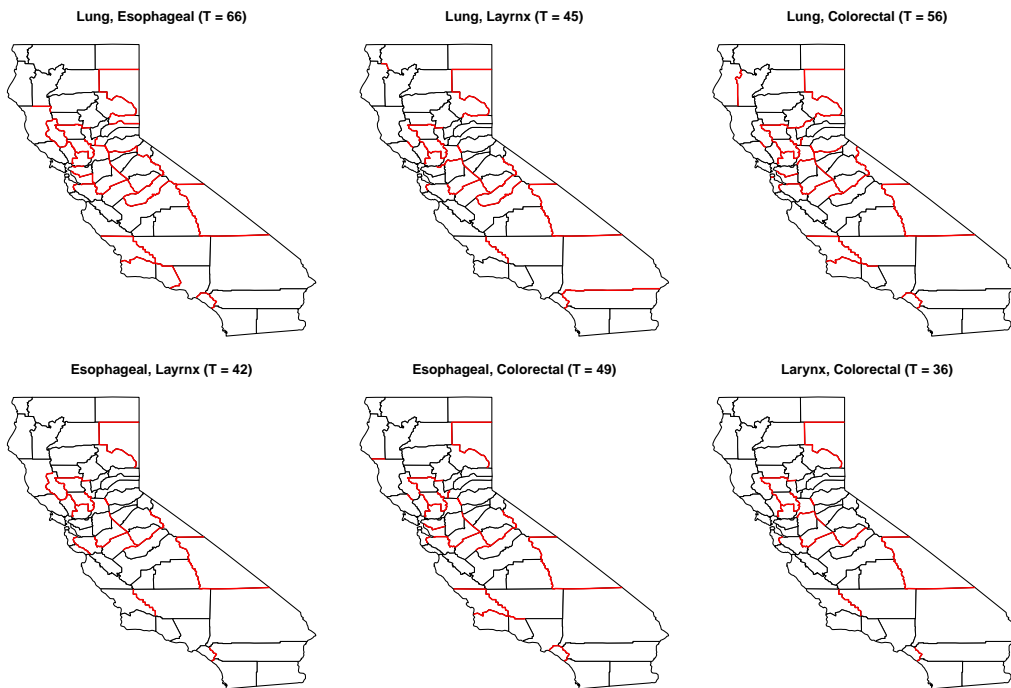 Lung, Esophageal (T = 66)
Lung, Layrnx (T = 45)
Lung, Colorectal (T = 56)
Esophageal, Layrnx (T = 42)
Esophageal, Colorectal (T = 49)
Larynx, Colorectal (T = 36)